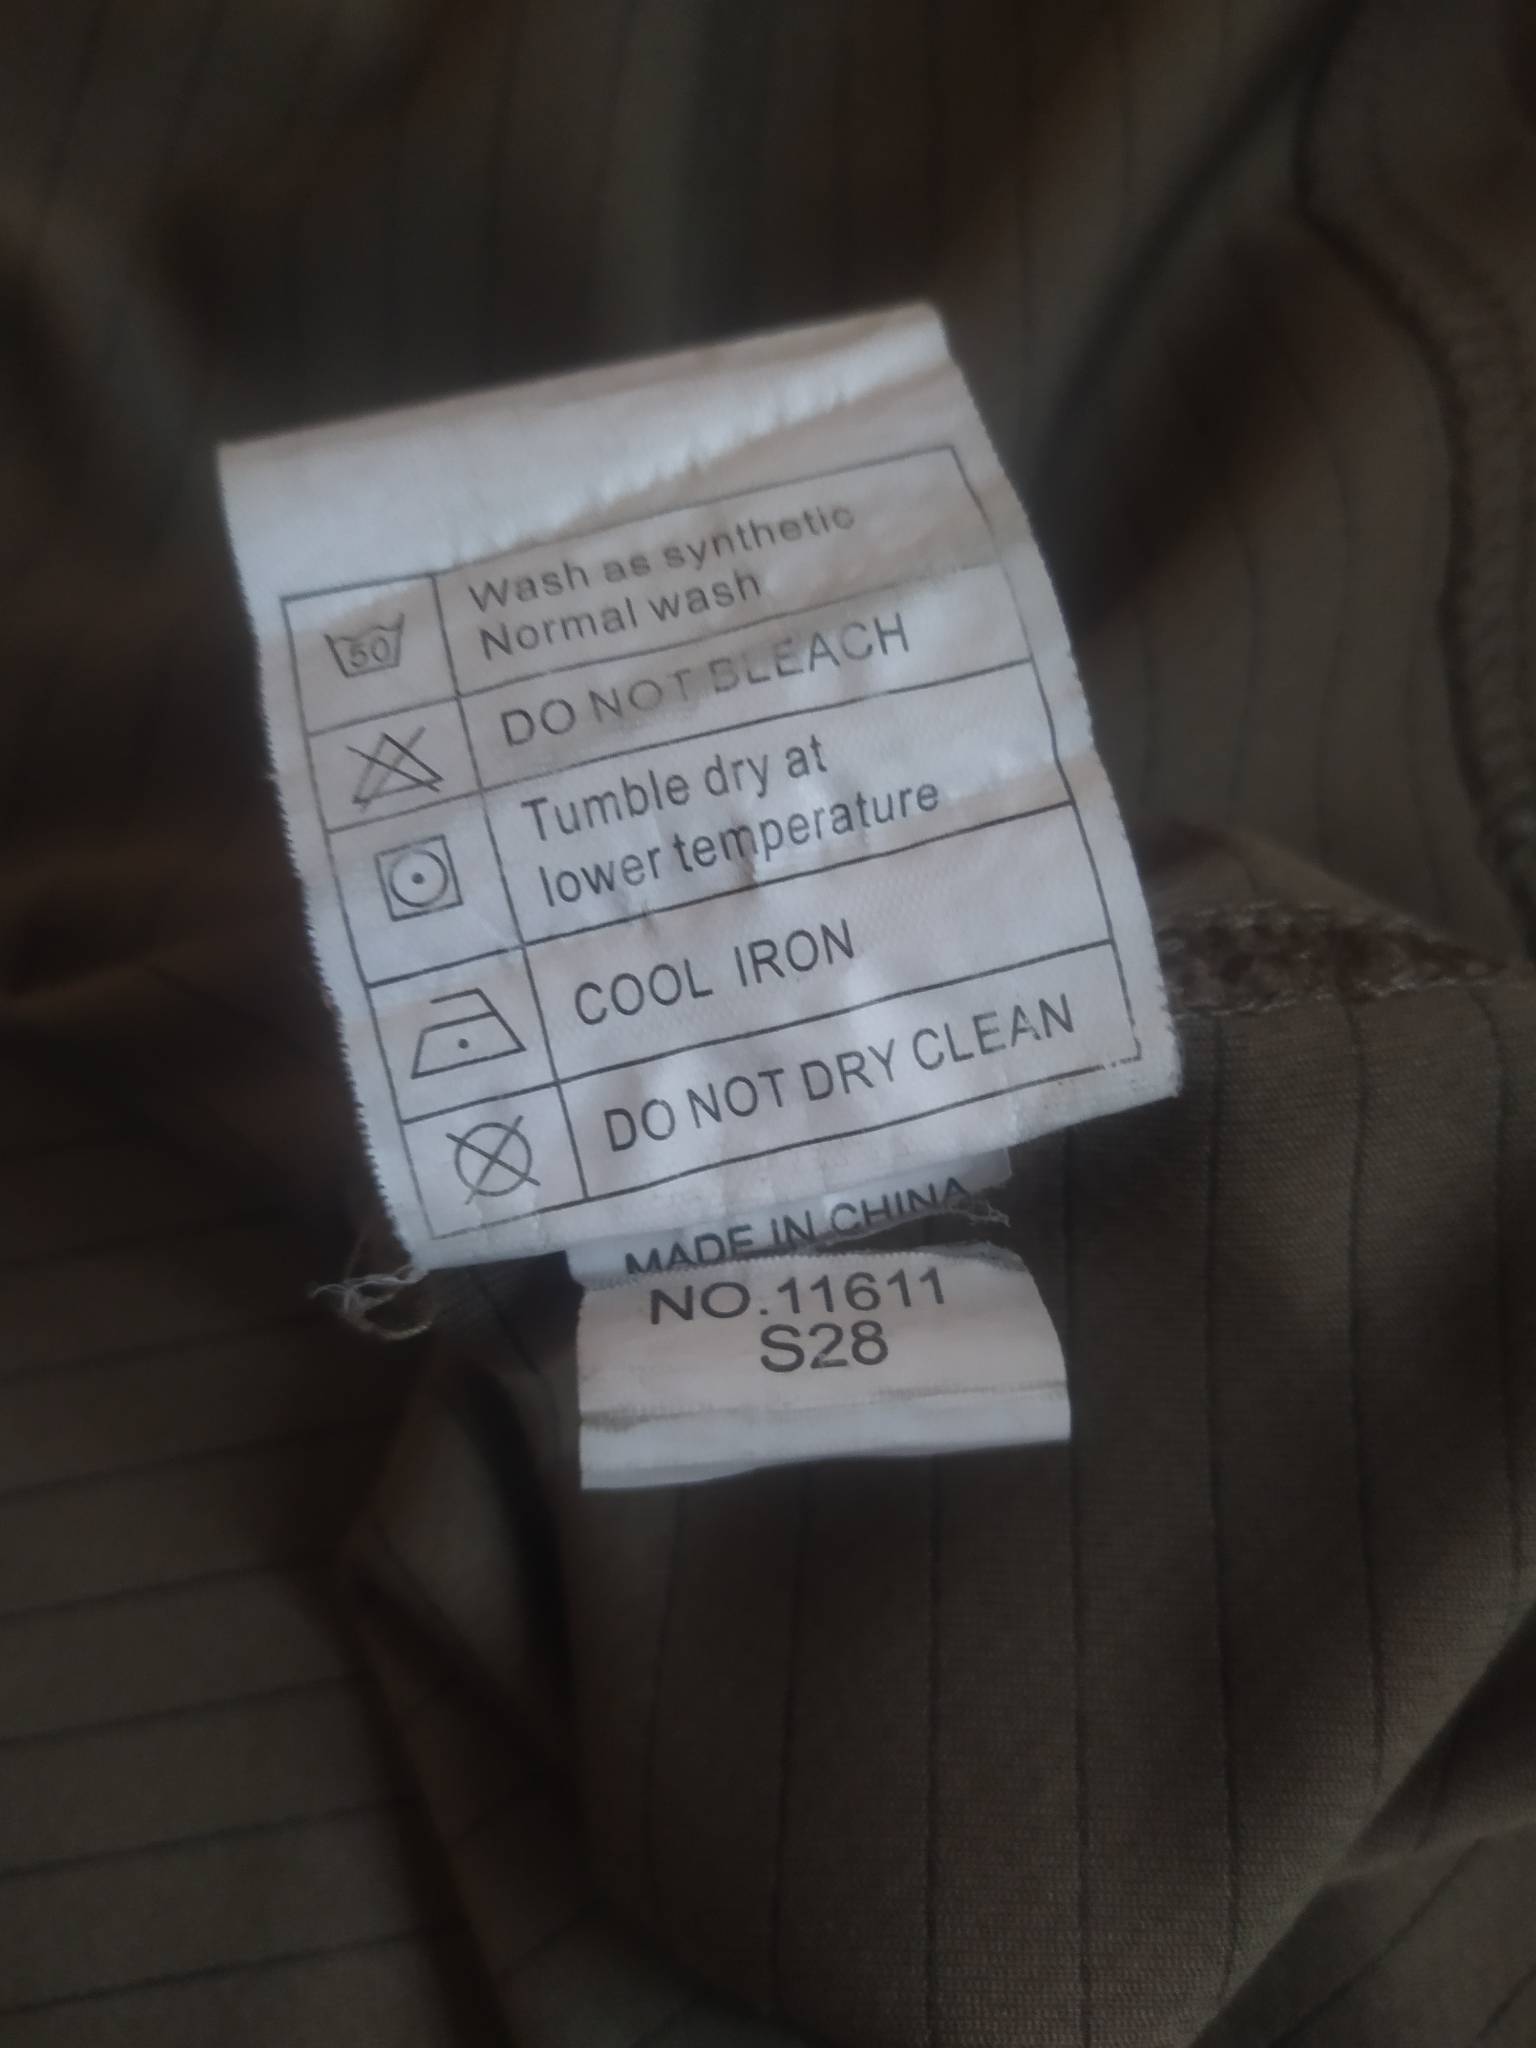 50
Wash as synthetic
Normal wash
DO NOT BLEACH
Tumble dry at
lower temperature
COOL IRON
DO NOT DRY CLEAN
MADE IN CHINA
NO.11611
S28